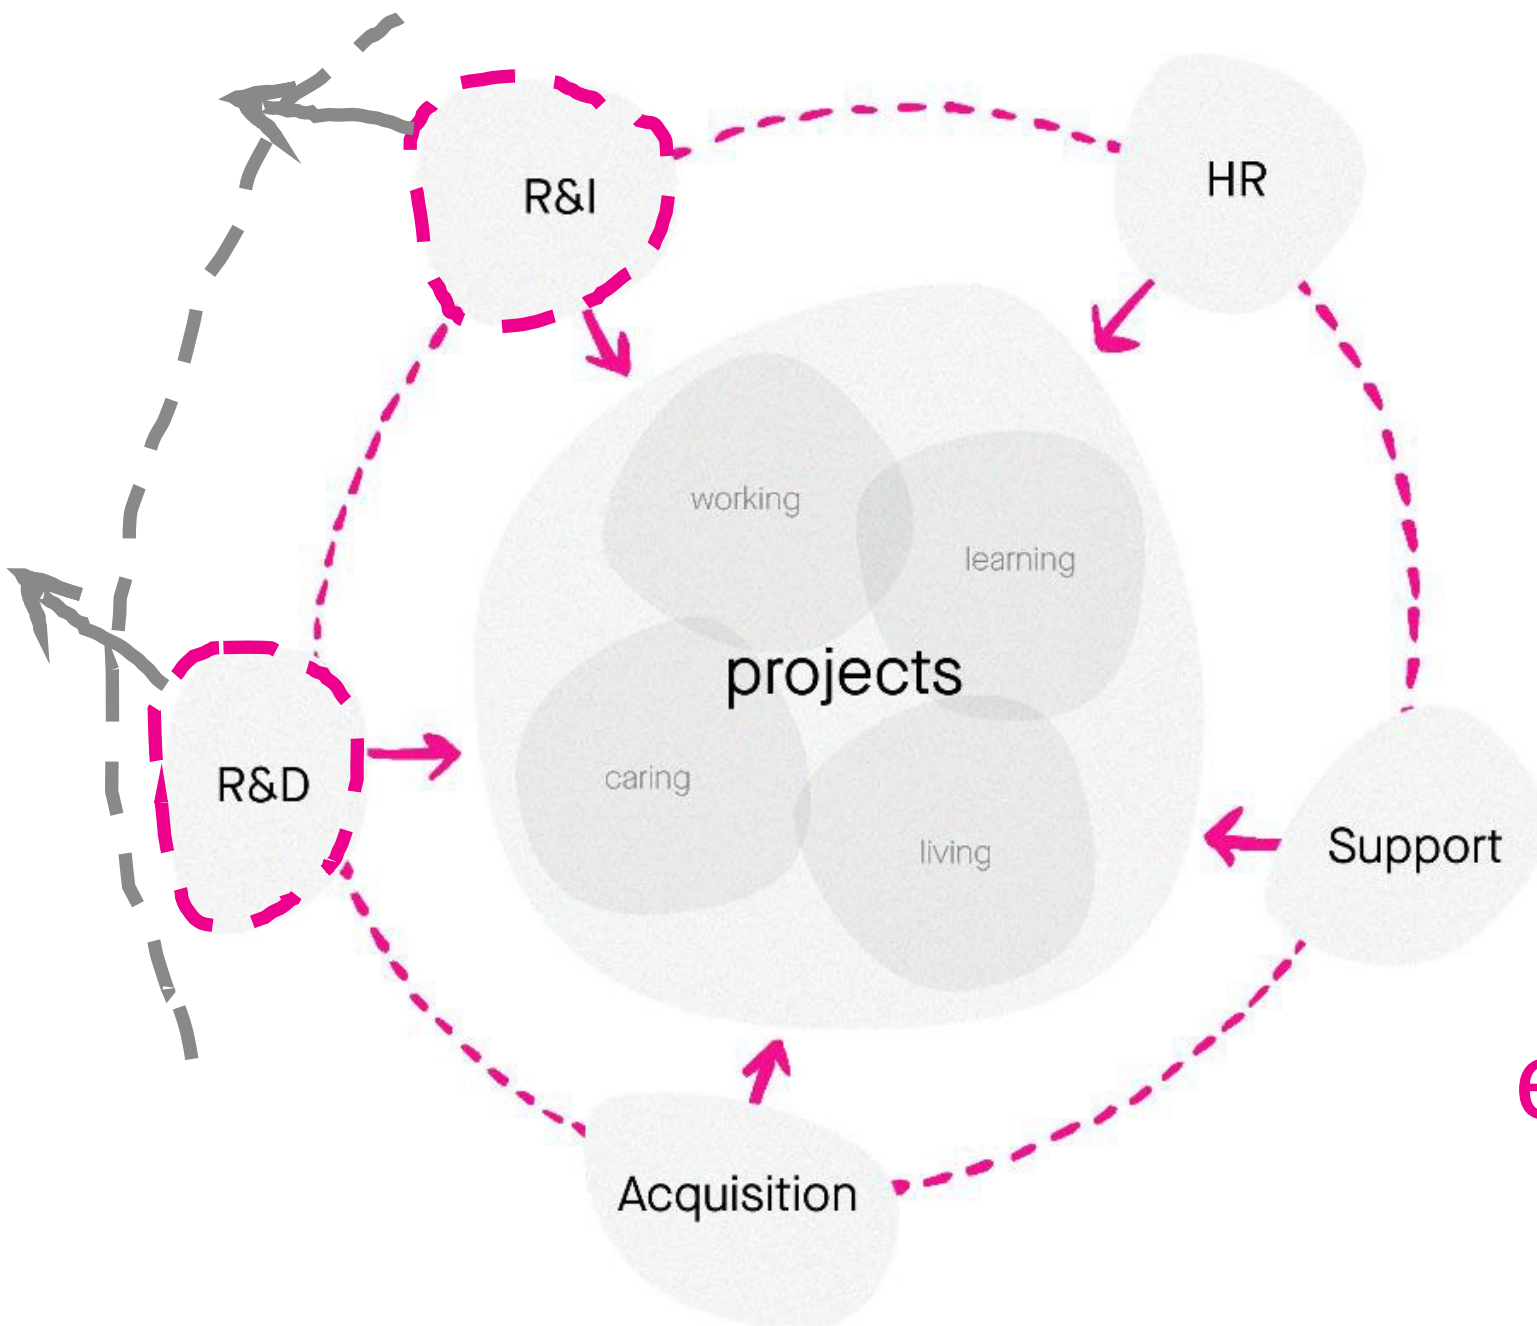 R&I
HR
working
learning
projects
caring
R&D
living
Support
e
Acquisition